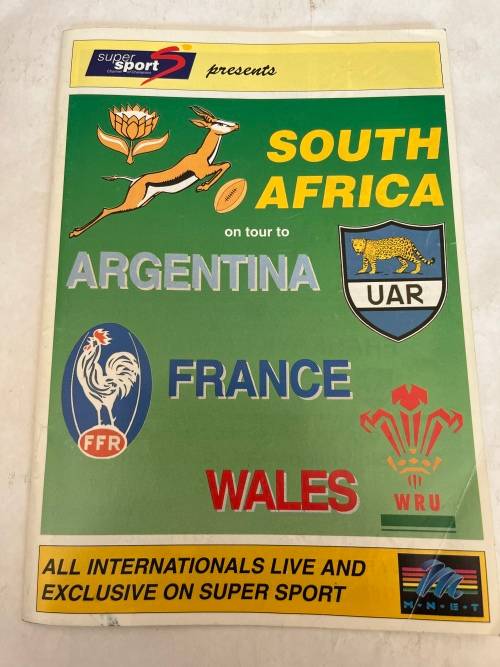 super
sport
presents
SOUTH
AFRICA
on tour to
ARGENTINA
UAR
FRANCE
FFR
WALES
WRU
ALL INTERNATIONALS LIVE AND
EXCLUSIVE ON SUPER SPORT
M
M•N•E•T